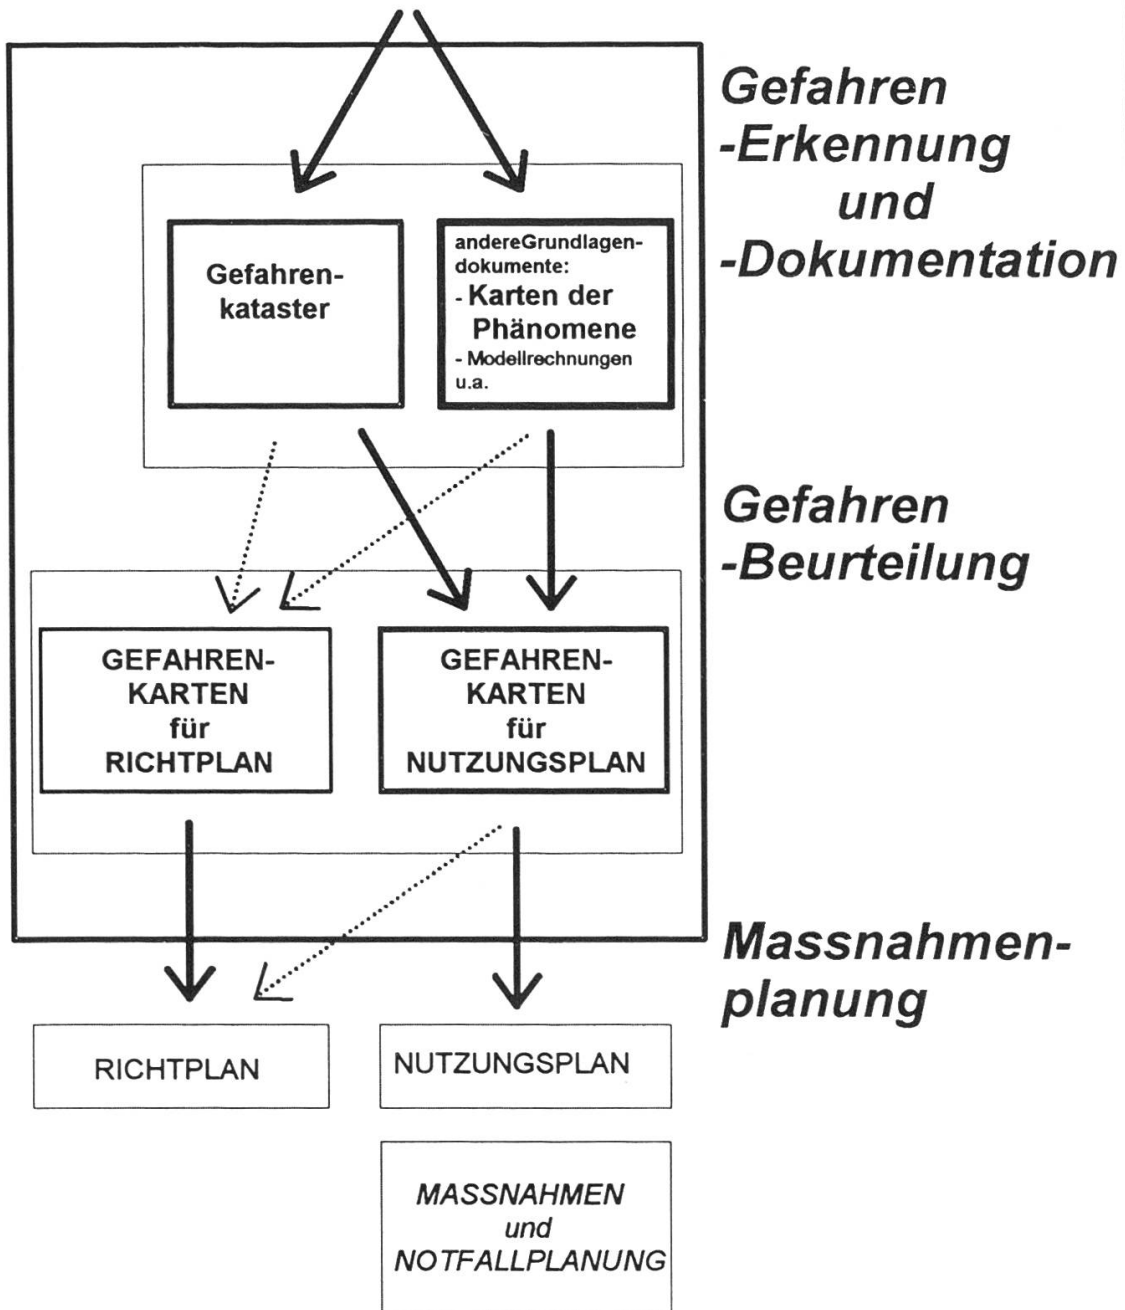 Gefahren
-Erkennung
und
-Dokumentation
Gefahren-
kataster
andereGrundlagen-
dokumente:
- Karten der
Phänomene
- Modellrechnungen
u.a.
Gefahren
-Beurteilung
GEFAHREN-
KARTEN
für
RICHTPLAN
GEFAHREN-
KARTEN
für
NUTZUNGSPLAN
Massnahmen-
planung
RICHTPLAN
NUTZUNGSPLAN
MASSNAHMEN
und
NOTFALLPLANUNG